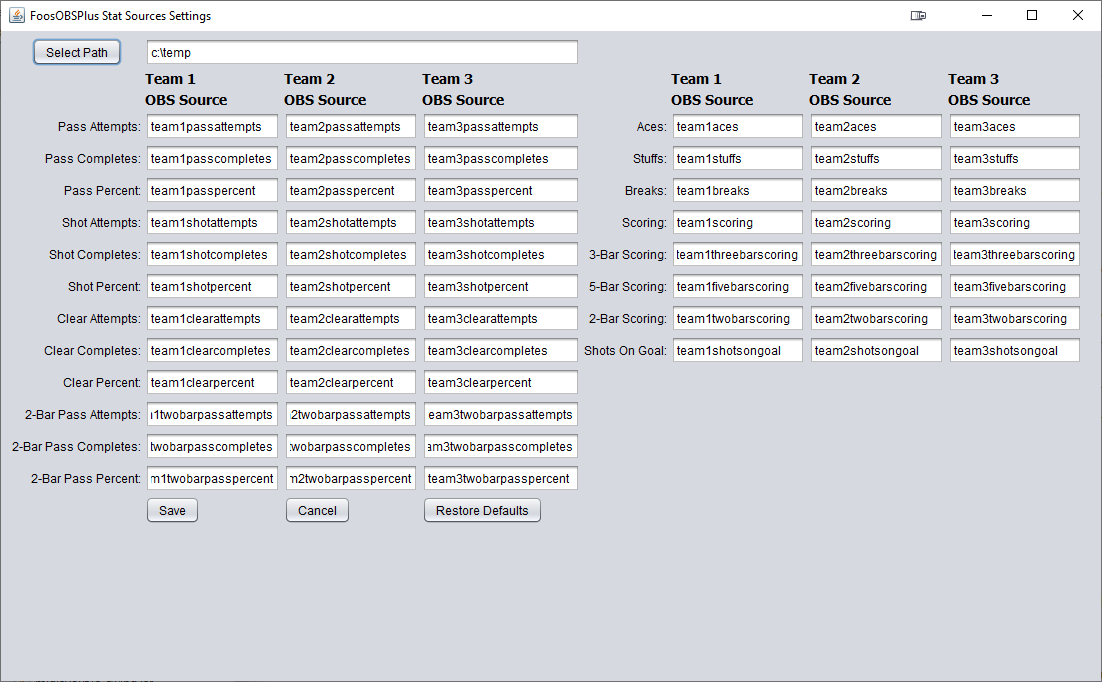 FoosOBSPlus Stat Sources Settings
Select Path c:\temp
Team 1 Team 2 Team 3 Team 1 Team 2 Team 3
OBS Source OBS Source OBS Source OBS Source OBS Source OBS Source
Pass Attempts: team1passattempts team2passattempts team3passattempts Aces: team1aces team2aces team3aces
Pass Completes: team1passcompletes team2passcompletes team3passcompletes Stuffs: team1stuffs team2stuffs team3stuffs
Pass Percent: team1passpercent team2passpercent team3passpercent Breaks: team1breaks team2breaks team3breaks
Shot Attempts: team1shotattempts team2shotattempts team3shotattempts Scoring: team1scoring team2scoring team3scoring
Shot Completes: team1shotcompletes team2shotcompletes team3shotcompletes 3-Bar Scoring: team1threebarscoring team2threebarscoring team3threebarscoring
Shot Percent: team1shotpercent team2shotpercent team3shotpercent 5-Bar Scoring: team1fivebarscoring team2fivebarscoring team3fivebarscoring
Clear Attempts: team1clearattempts team2clearattempts team3clearattempts 2-Bar Scoring: team1twobarscoring team2twobarscoring team3twobarscoring
Clear Completes: team1clearcompletes team2clearcompletes team3clearcompletes Shots On Goal: team1shotsongoal team2shotsongoal team3shotsongoal
Clear Percent: team1clearpercent team2clearpercent team3clearpercent
2-Bar Pass Attempts: 1twobarpassattempts 2twobarpassattempts eam3twobarpassattempts
2-Bar Pass Completes: twobarpasscompletes twobarpasscompletes am3twobarpasscompletes
2-Bar Pass Percent: m1twobarpasspercent m2twobarpasspercent team3twobarpasspercent
Save Cancel Restore Defaults